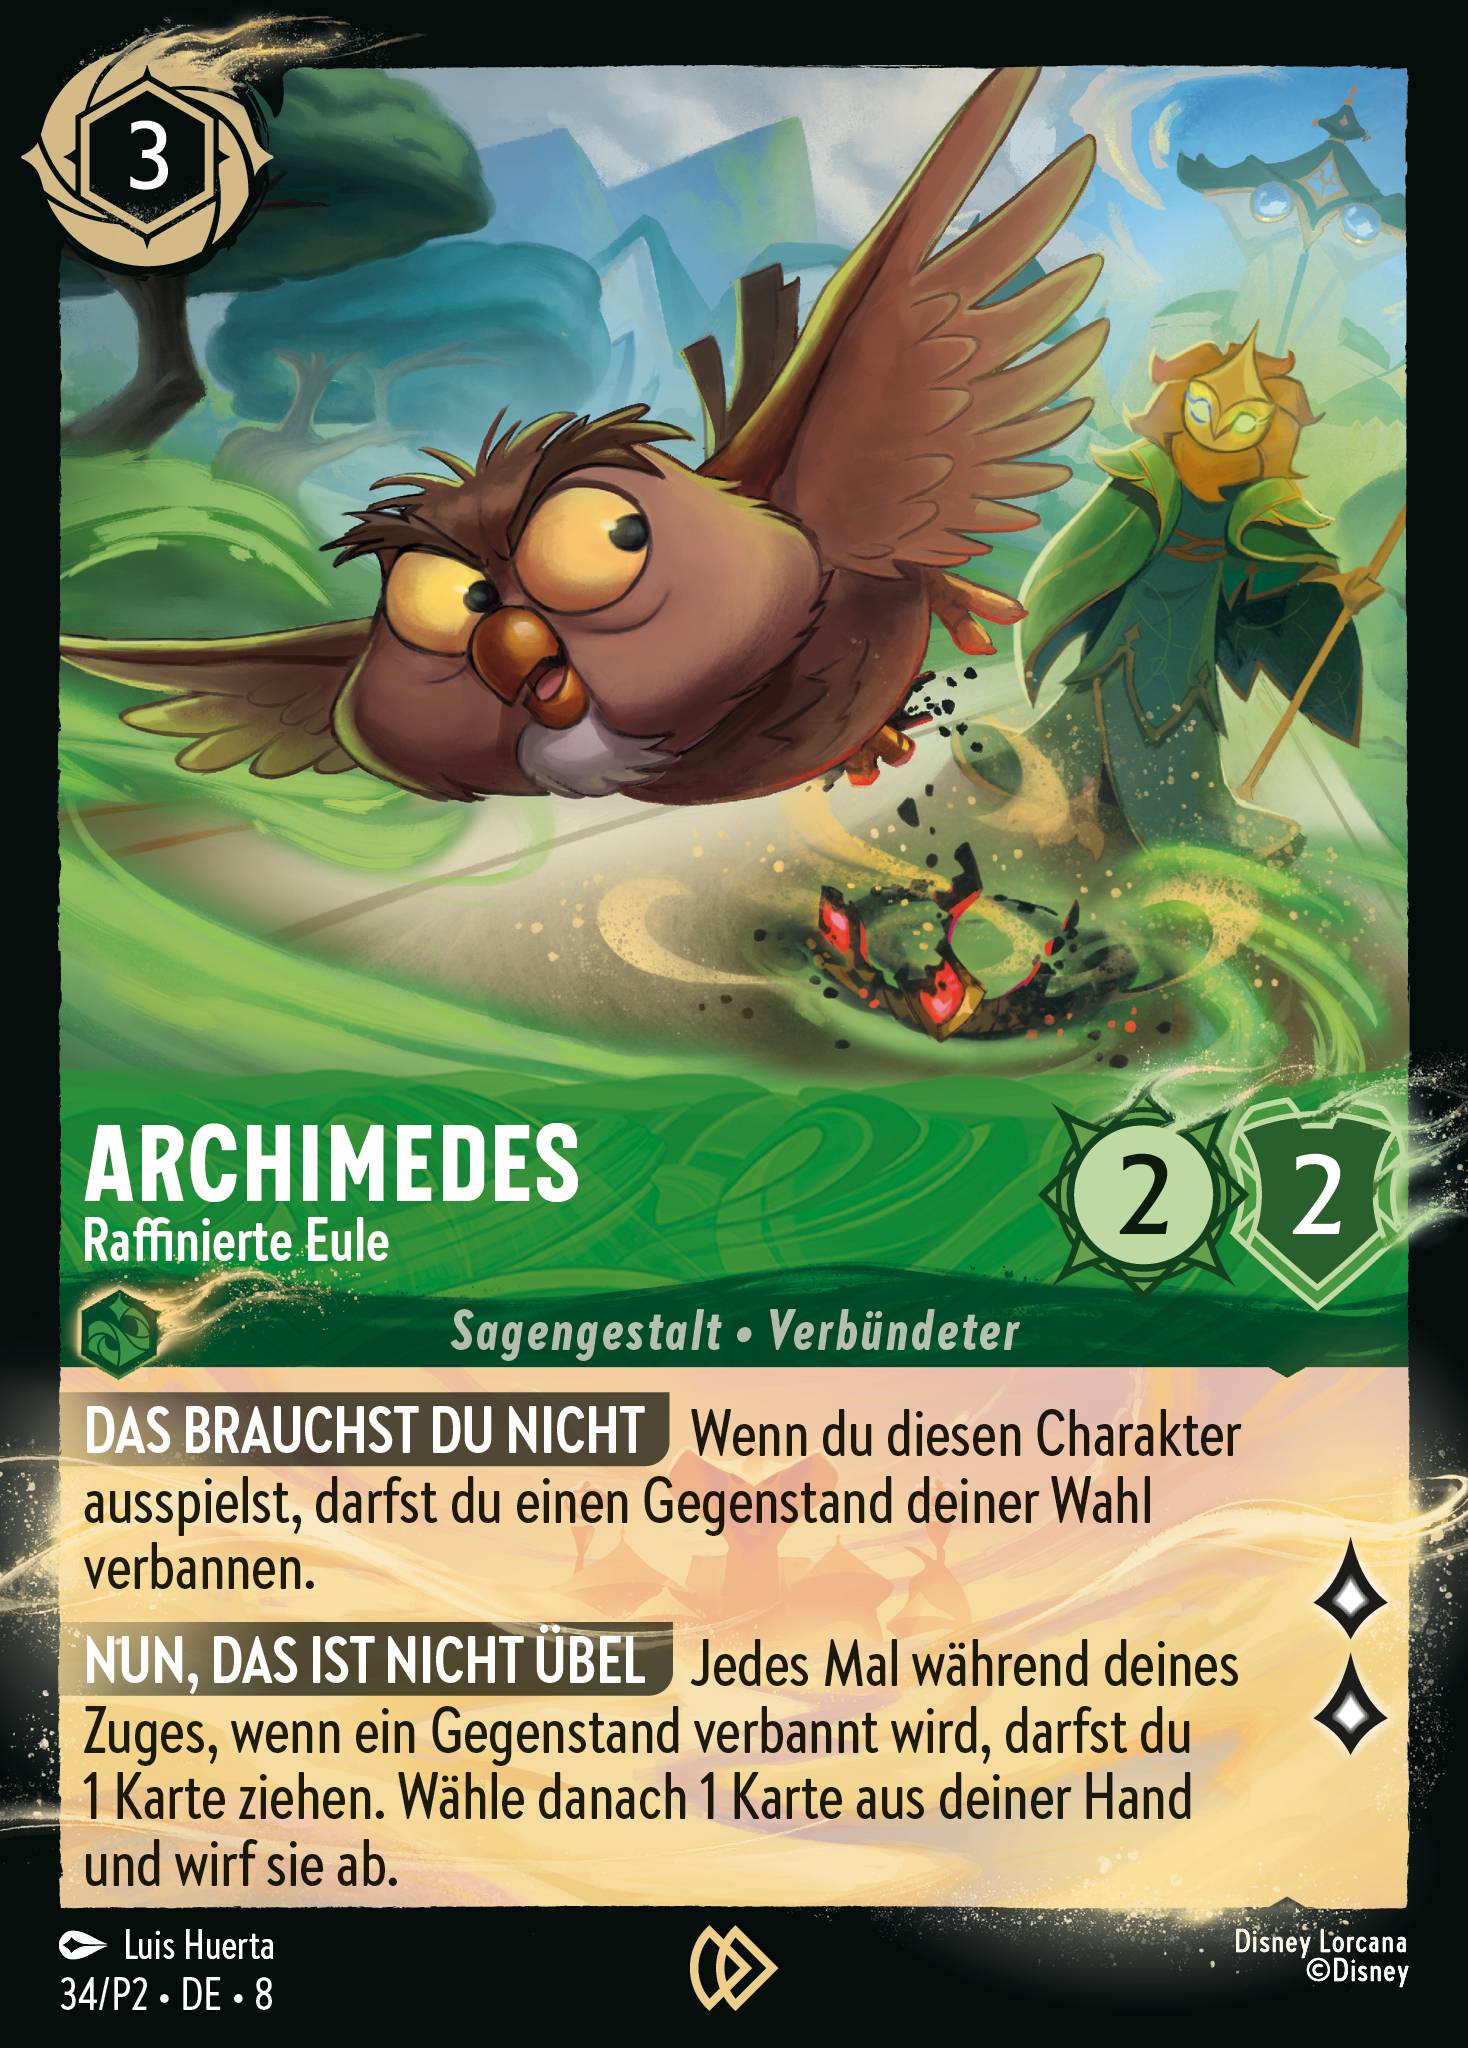 3
ARCHIMEDES
Raffinierte Eule
2
2
Sagengestalt • Verbündeter
DAS BRAUCHST DU NICHT Wenn du diesen Charakter
ausspielst, darfst du einen Gegenstand deiner Wahl
verbannen.
NUN, DAS IST NICHT ÜBEL Jedes Mal während deines
Zuges, wenn ein Gegenstand verbannt wird, darfst du
1 Karte ziehen. Wähle danach 1 Karte aus deiner Hand
und wirf sie ab.
Luis Huerta
34/P2 • DE • 8
Disney Lorcana
©Disney